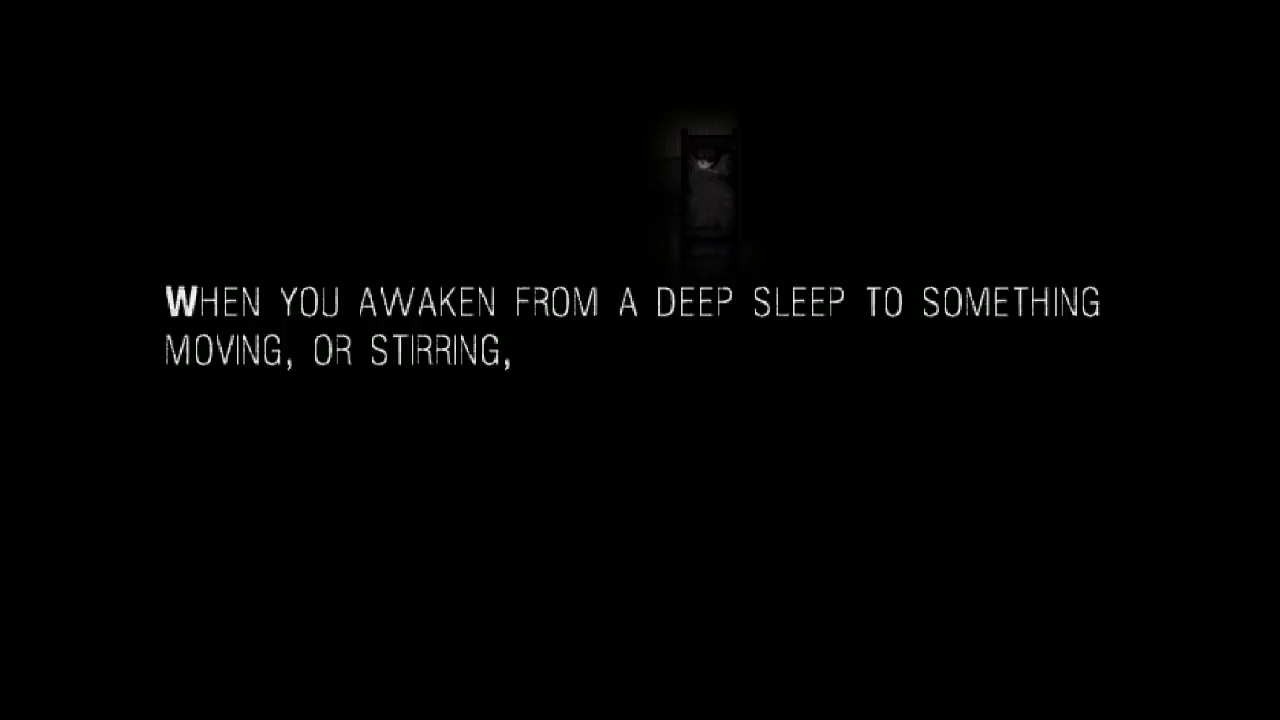 WHEN YOU AWAKEN FROM A DEEP SLEEP TO SOMETHING
MOVING, OR STIRRING,